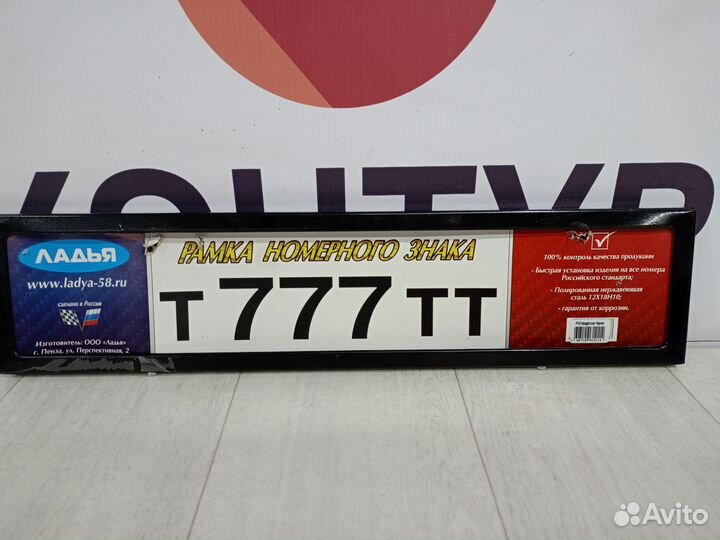 КОНТУР
ЛАДЬЯ
www.ladya-58.ru
сделано в России
Изготовитель: ООО «Ладья»
г. Пенза, ул. Перспективная, 2
РАМКА НОМЕРНОГО ЗНАКА
Т 777 ТТ
100% контроль качества продукции
- Быстрая установка изделия на все номера
Российского стандарта;
- Полированная нержавеющая
сталь 12Х18Н10;
- гарантия от коррозии.
Avito